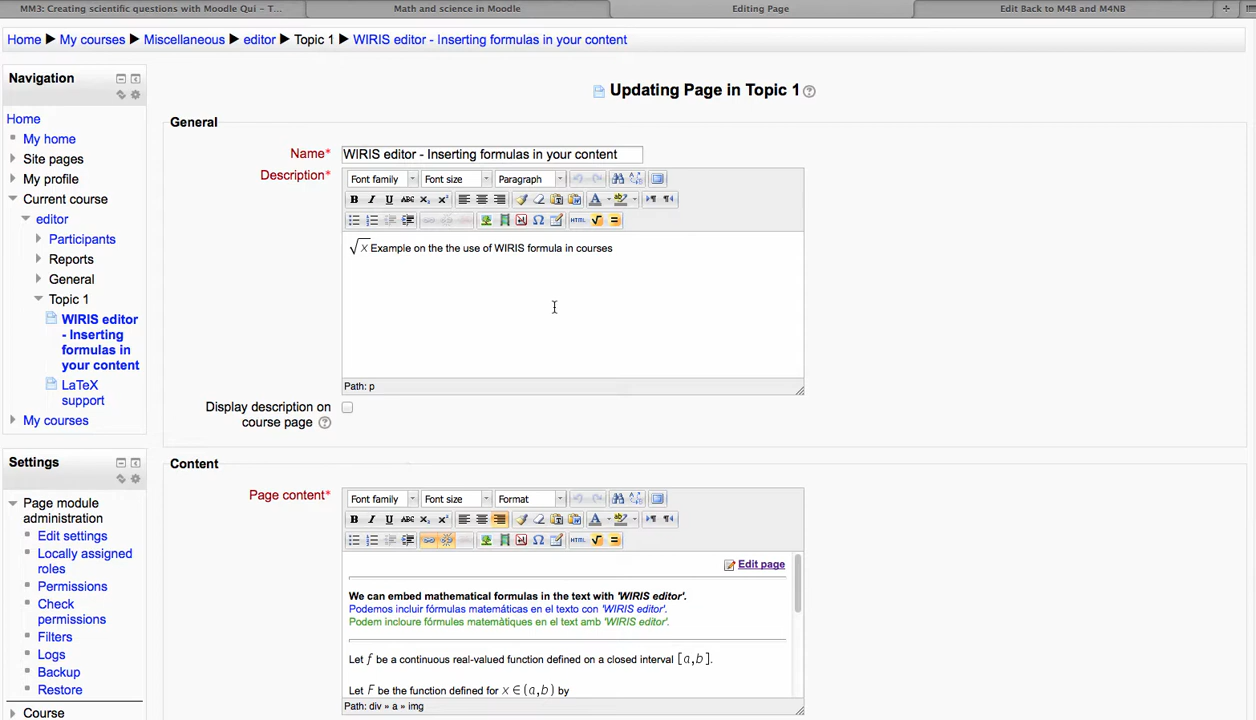 MM3: Creating scientific questions with Moodle Qui – T...
Math and science in Moodle
Editing Page
Edit Back to M4B and M4NB
Home ▶ My courses ▶ Miscellaneous ▶ editor ▶ Topic 1 ▶ WIRIS editor - Inserting formulas in your content
Navigation
Home
My home
Site pages
My profile
Current course
editor
Participants
Reports
General
Topic 1
WIRIS editor
- Inserting
formulas in
your content
LaTeX
support
My courses
Settings
Page module
administration
Edit settings
Locally assigned
roles
Permissions
Check
permissions
Filters
Logs
Backup
Restore
Course
Updating Page in Topic 1
General
Name*
WIRIS editor - Inserting formulas in your content
Description*
Font family
Font size
Paragraph
B I U ABC x₂ x²
HTML
√x Example on the the use of WIRIS formula in courses
Path: p
Display description on
course page
Content
Page content*
Font family
Font size
Format
B I U ABC x₂ x²
HTML
Edit page
We can embed mathematical formulas in the text with 'WIRIS editor'.
Podemos incluir fórmulas matemáticas en el texto con 'WIRIS editor'.
Podem incloure fórmules matemàtiques en el text amb 'WIRIS editor'.
Let f be a continuous real-valued function defined on a closed interval [a,b].
Let F be the function defined for x∈(a,b) by
Path: div » a » img